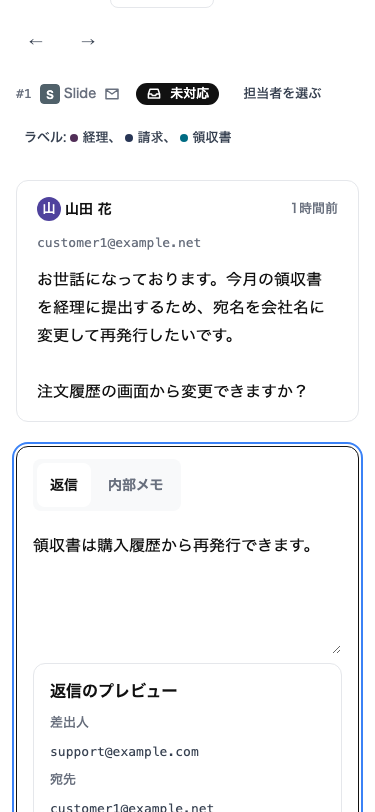 ← →
#1 S Slide 未対応 担当者を選ぶ
ラベル: 経理、 請求、 領収書
山 山田 花 1時間前
customer1@example.net
お世話になっております。今月の領収書
を経理に提出するため、宛名を会社名に
変更して再発行したいです。
注文履歴の画面から変更できますか？
返信 内部メモ
領収書は購入履歴から再発行できます。
返信のプレビュー
差出人
support@example.com
宛先
customer1@example.net